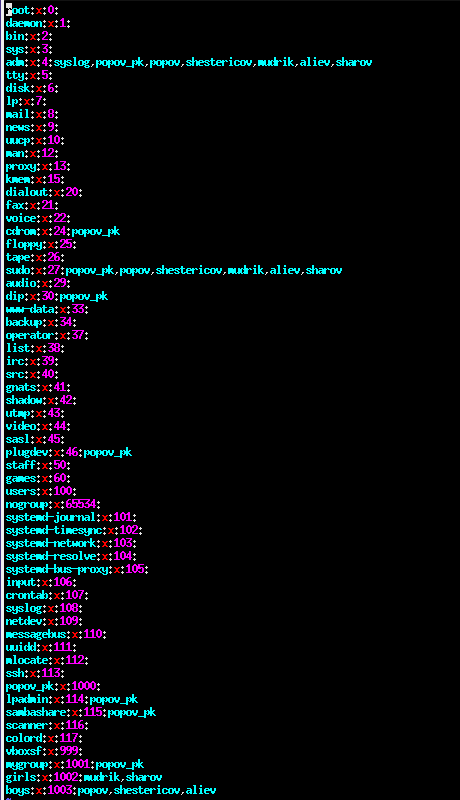 root:x:0:
daemon:x:1:
bin:x:2:
sys:x:3:
adm:x:4:syslog,popov_pk,popov,shestericov,mudrik,aliev,sharov
tty:x:5:
disk:x:6:
lp:x:7:
mail:x:8:
news:x:9:
uucp:x:10:
man:x:12:
proxy:x:13:
kmem:x:15:
dialout:x:20:
fax:x:21:
voice:x:22:
cdrom:x:24:popov_pk
floppy:x:25:
tape:x:26:
sudo:x:27:popov_pk,popov,shestericov,mudrik,aliev,sharov
audio:x:29:
dip:x:30:popov_pk
www-data:x:33:
backup:x:34:
operator:x:37:
list:x:38:
irc:x:39:
src:x:40:
gnats:x:41:
shadow:x:42:
utmp:x:43:
video:x:44:
sasl:x:45:
plugdev:x:46:popov_pk
staff:x:50:
games:x:60:
users:x:100:
nogroup:x:65534:
systemd-journal:x:101:
systemd-timesync:x:102:
systemd-network:x:103:
systemd-resolve:x:104:
systemd-bus-proxy:x:105:
input:x:106:
crontab:x:107:
syslog:x:108:
netdev:x:109:
messagebus:x:110:
uuidd:x:111:
mlocate:x:112:
ssh:x:113:
popov_pk:x:1000:
lpadmin:x:114:popov_pk
sambashare:x:115:popov_pk
scanner:x:116:
colord:x:117:
vboxsf:x:999:
mygroup:x:1001:popov_pk
girls:x:1002:mudrik,sharov
boys:x:1003:popov,shestericov,aliev